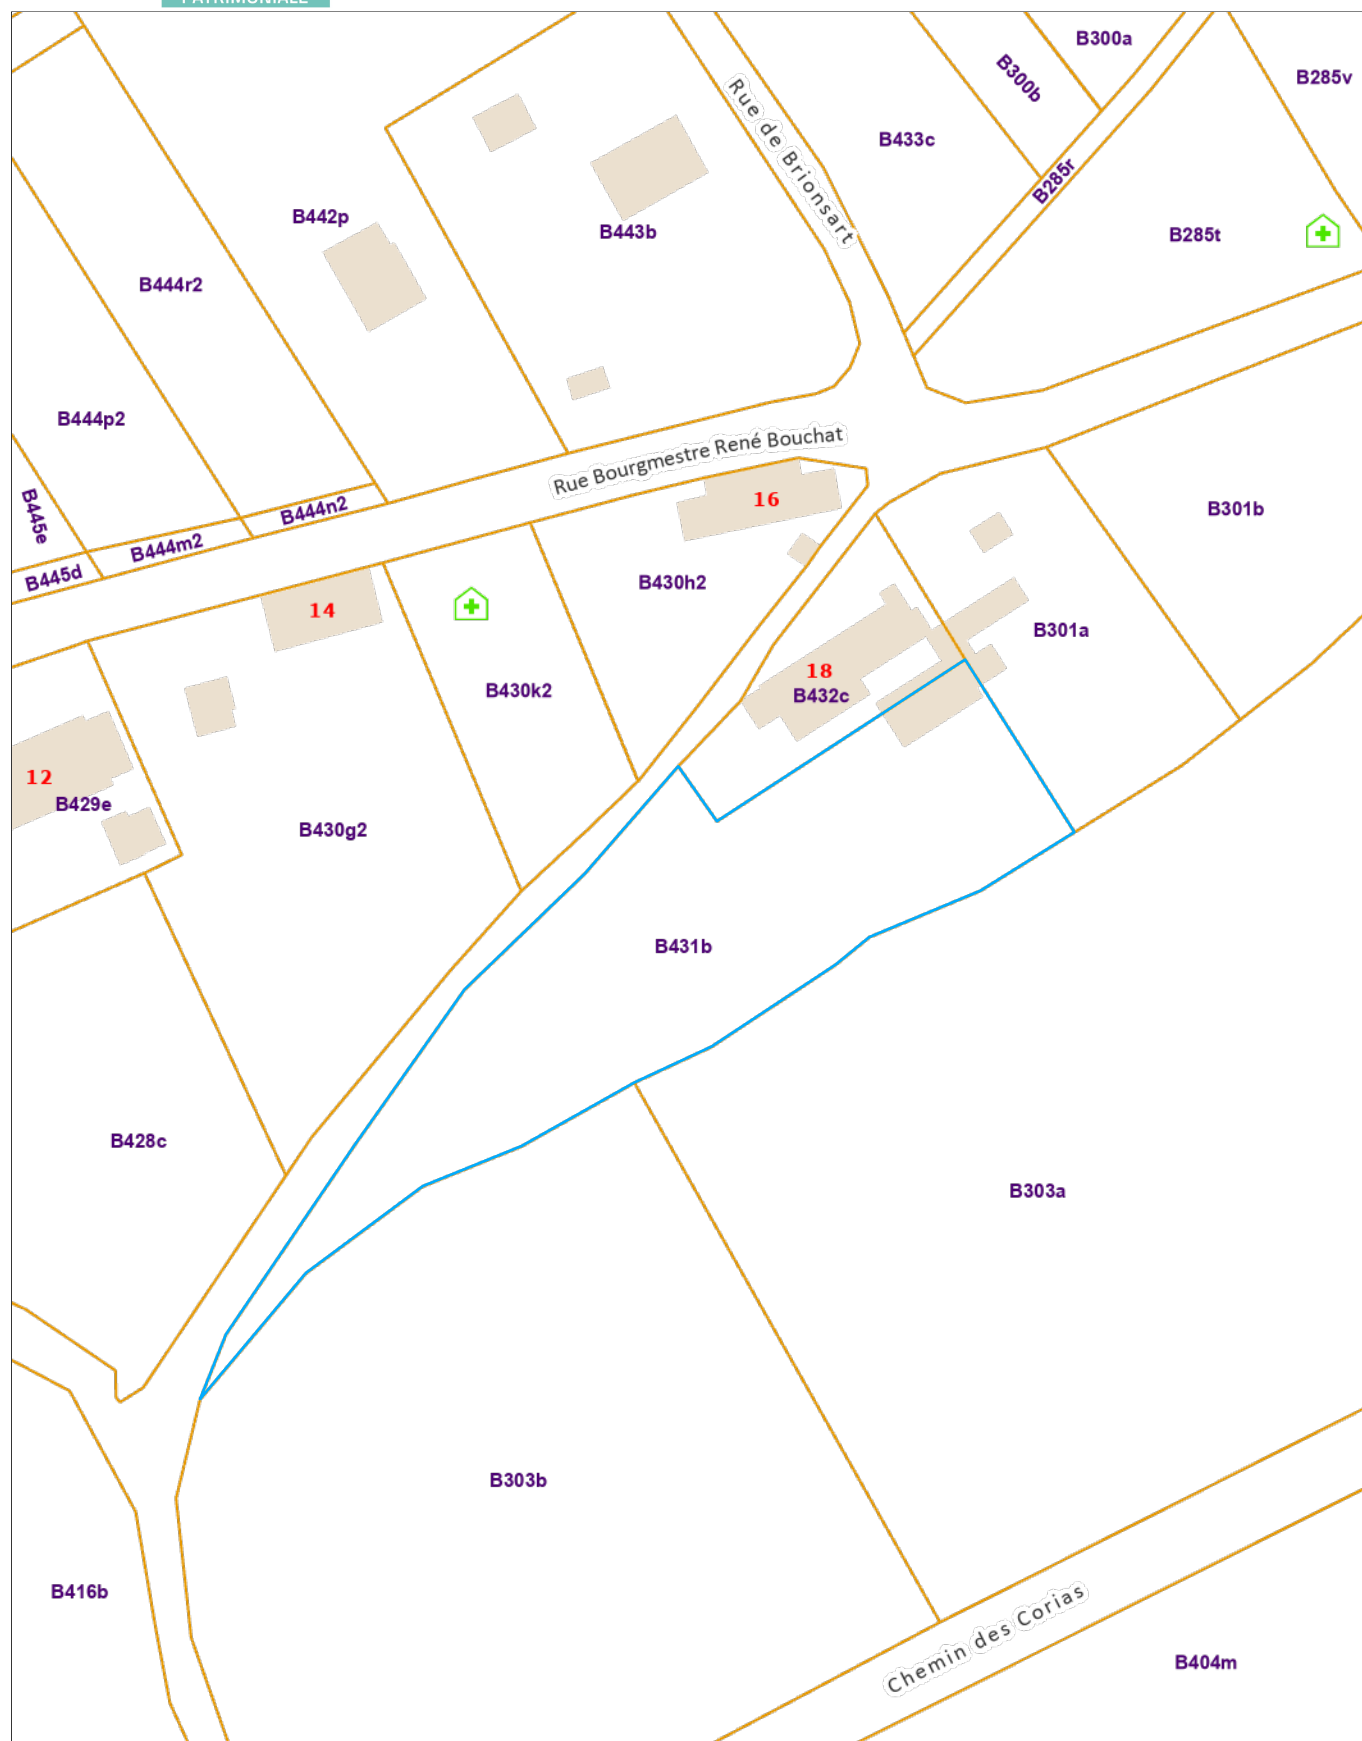 PATRIMONIALE
B300a
B300b
B285v
Rue de Brionsart
B433c
B285r
B442p
B443b
B285t
B444r2
B444p2
Rue Bourgmestre René Bouchat
B445e
B444n2
16
B301b
B444m2
B445d
B430h2
14
B301a
18
B430k2
B432c
12
B429e
B430g2
B431b
B428c
B303a
B303b
B416b
Chemin des Corias
B404m